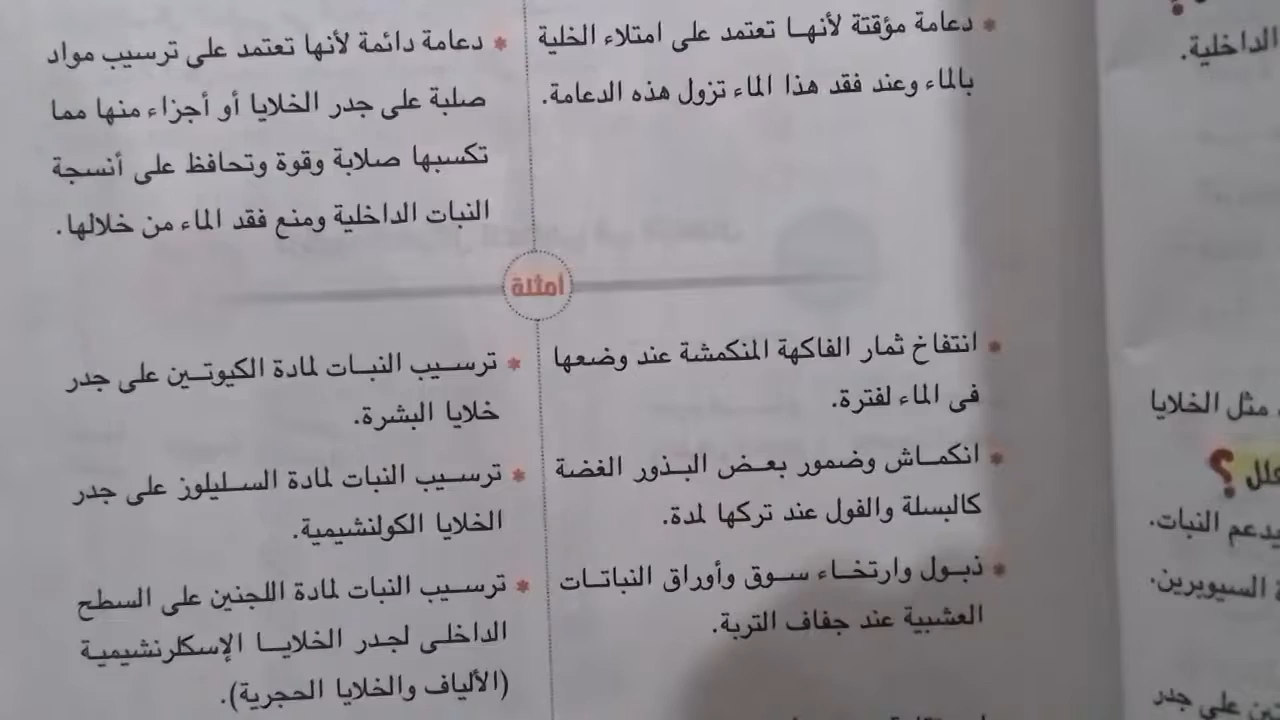 الداخلية.
مثل الخلايا
علل ؟
يدعم النبات.
السيوبرين.
على جدر
* دعامة مؤقتة لأنها تعتمد على امتلاء الخلية
بالماء وعند فقد هذا الماء تزول هذه الدعامة.
* دعامة دائمة لأنها تعتمد على ترسيب مواد
صلبة على جدر الخلايا أو أجزاء منها مما
تكسبها صلابة وقوة وتحافظ على أنسجة
النبات الداخلية ومنع فقد الماء من خلالها.
أمثلة
* انتفاخ ثمار الفاكهة المنكمشة عند وضعها
فى الماء لفترة.
* انكماش وضمور بعض البذور الغضة
كالبسلة والفول عند تركها لمدة.
* ذبول وارتخاء سوق وأوراق النباتات
العشبية عند جفاف التربة.
* ترسيب النبات لمادة الكيوتين على جدر
خلايا البشرة.
* ترسيب النبات لمادة السليلوز على جدر
الخلايا الكولنشيمية.
* ترسيب النبات لمادة اللجنين على السطح
الداخلى لجدر الخلايا الإسكلرنشيمية
(الألياف والخلايا الحجرية).